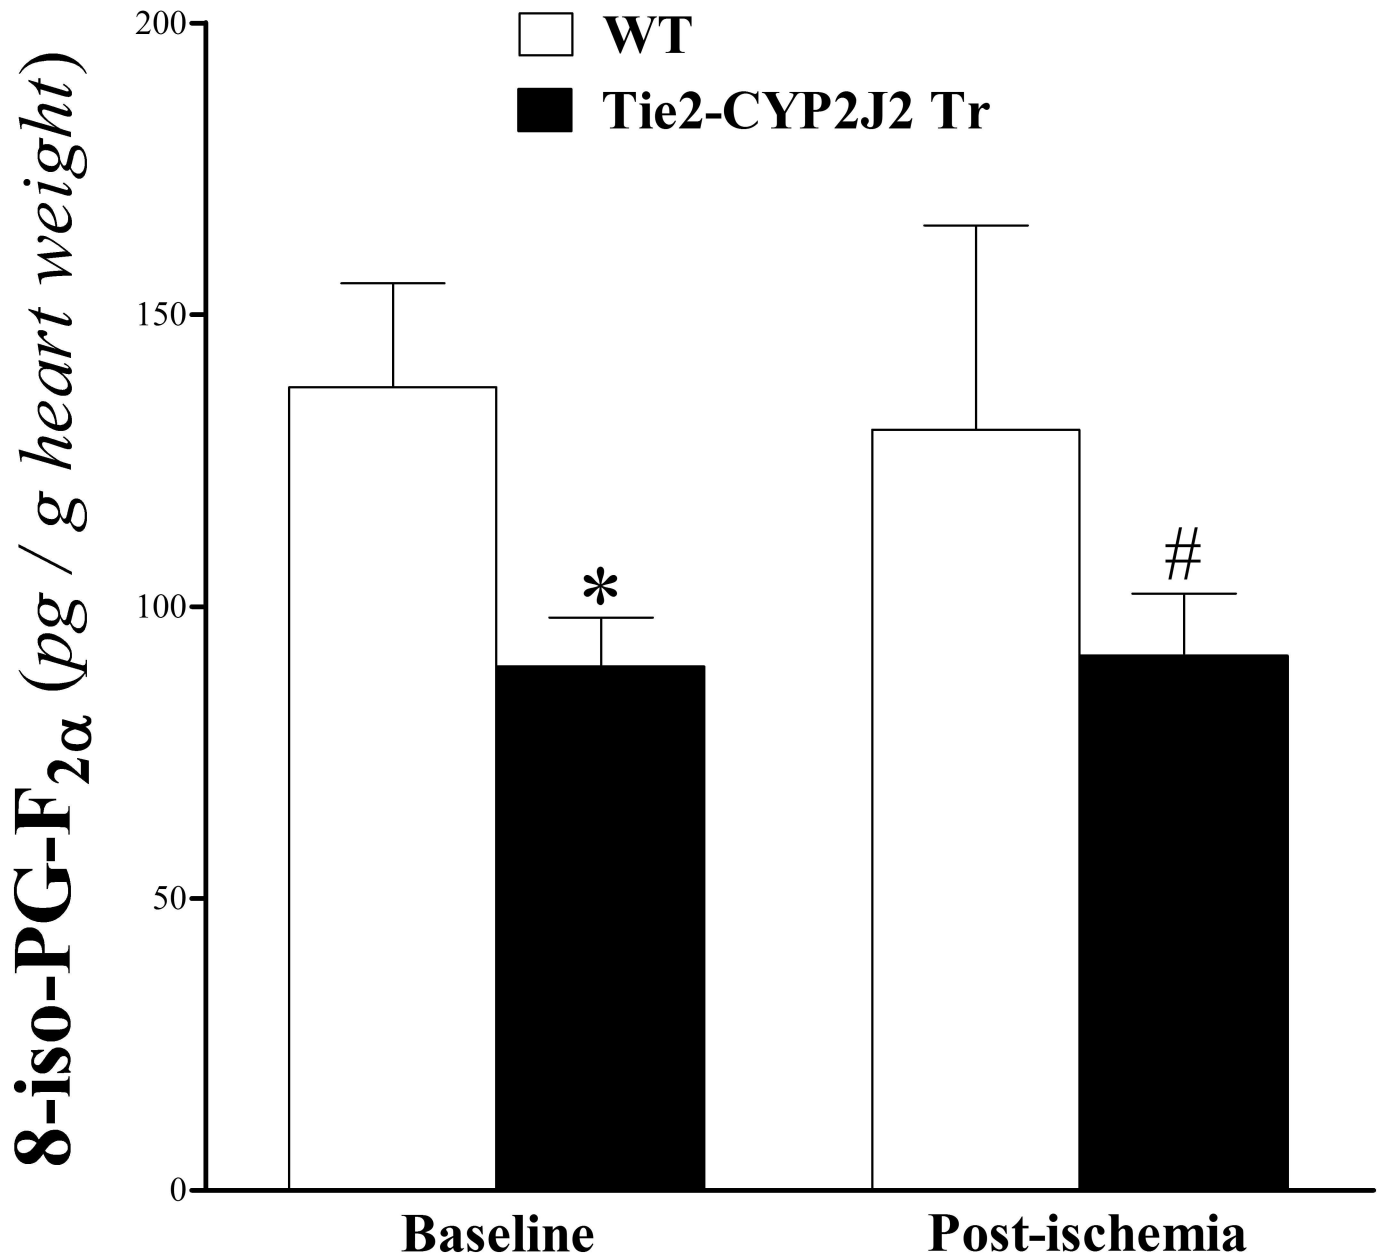 WT
Tie2-CYP2J2 Tr
8-iso-PG-F2α (pg / g heart weight)
200
150
100
50
0
*
#
Baseline
Post-ischemia